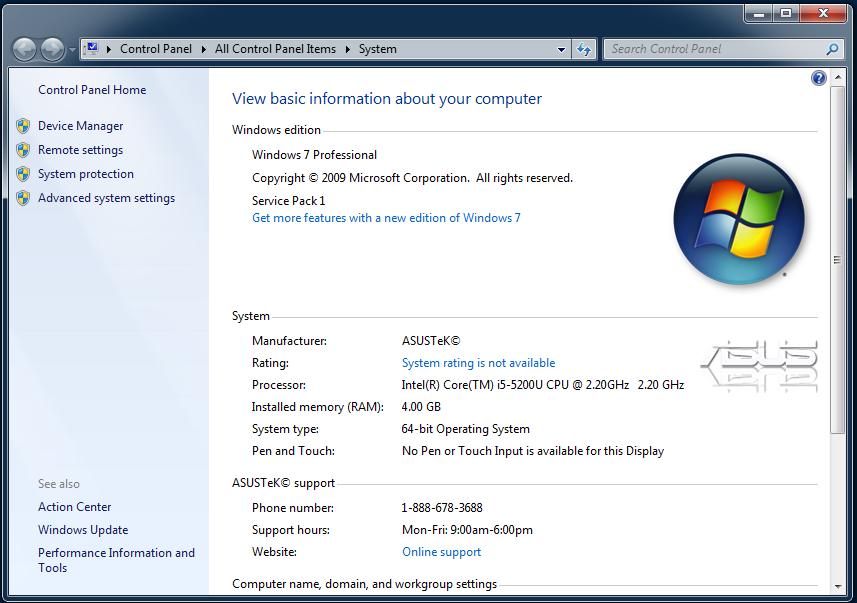 Control Panel ▸ All Control Panel Items ▸ System
Search Control Panel
Control Panel Home
Device Manager
Remote settings
System protection
Advanced system settings
See also
Action Center
Windows Update
Performance Information and
Tools
View basic information about your computer
Windows edition
Windows 7 Professional
Copyright © 2009 Microsoft Corporation.  All rights reserved.
Service Pack 1
Get more features with a new edition of Windows 7
System
Manufacturer: ASUSTeK©
Rating: System rating is not available
Processor: Intel(R) Core(TM) i5-5200U CPU @ 2.20GHz   2.20 GHz
Installed memory (RAM): 4.00 GB
System type: 64-bit Operating System
Pen and Touch: No Pen or Touch Input is available for this Display
ASUS
ASUSTeK© support
Phone number: 1-888-678-3688
Support hours: Mon-Fri: 9:00am-6:00pm
Website: Online support
Computer name, domain, and workgroup settings